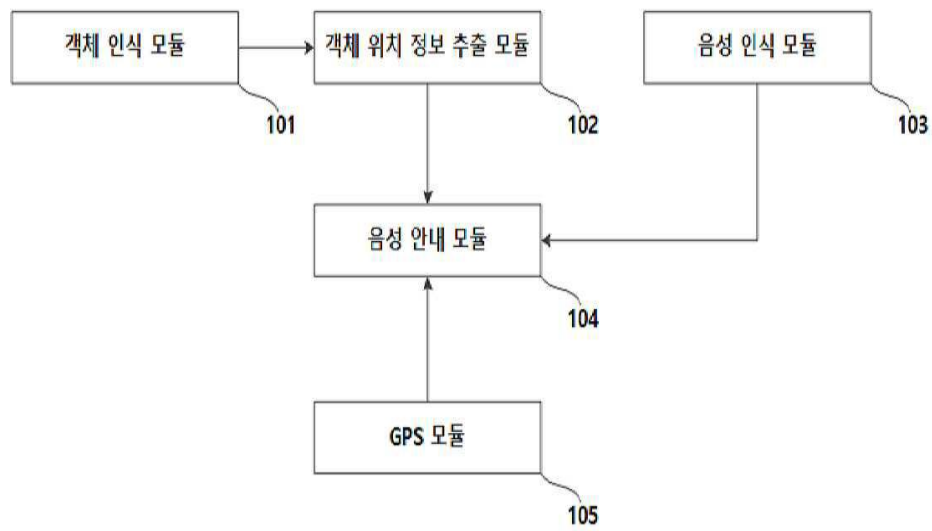 객체 인식 모듈
101
객체 위치 정보 추출 모듈
102
음성 인식 모듈
103
음성 안내 모듈
104
GPS 모듈
105